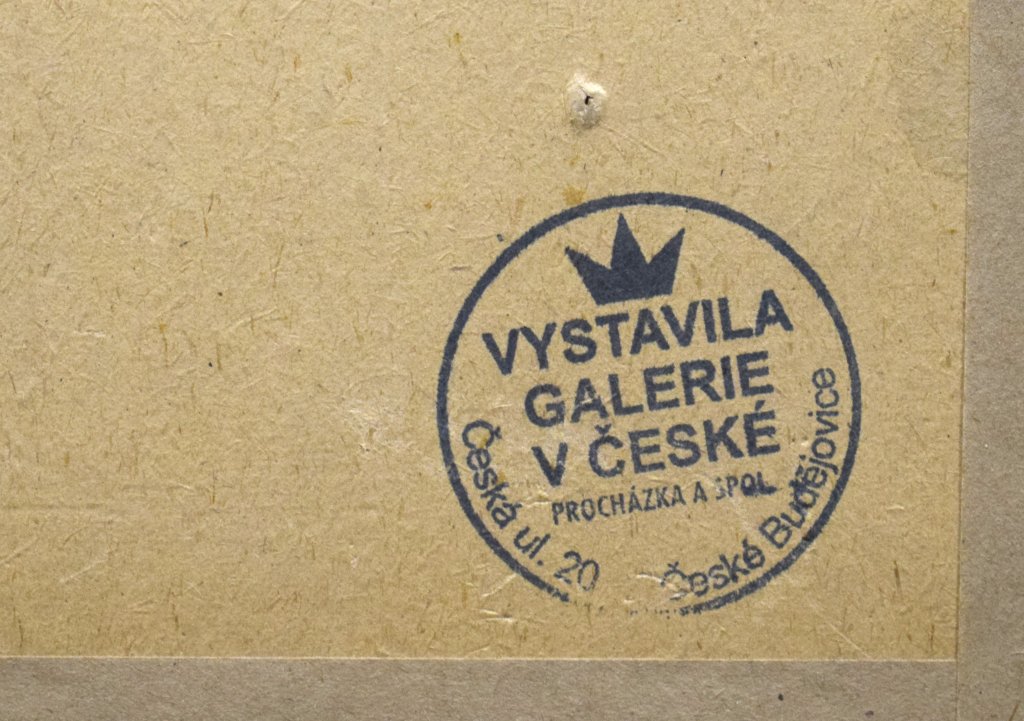 VYSTAVILA
GALERIE
V ČESKÉ
PROCHÁZKA A SPOL
Česká ul. 20
České Budějovice